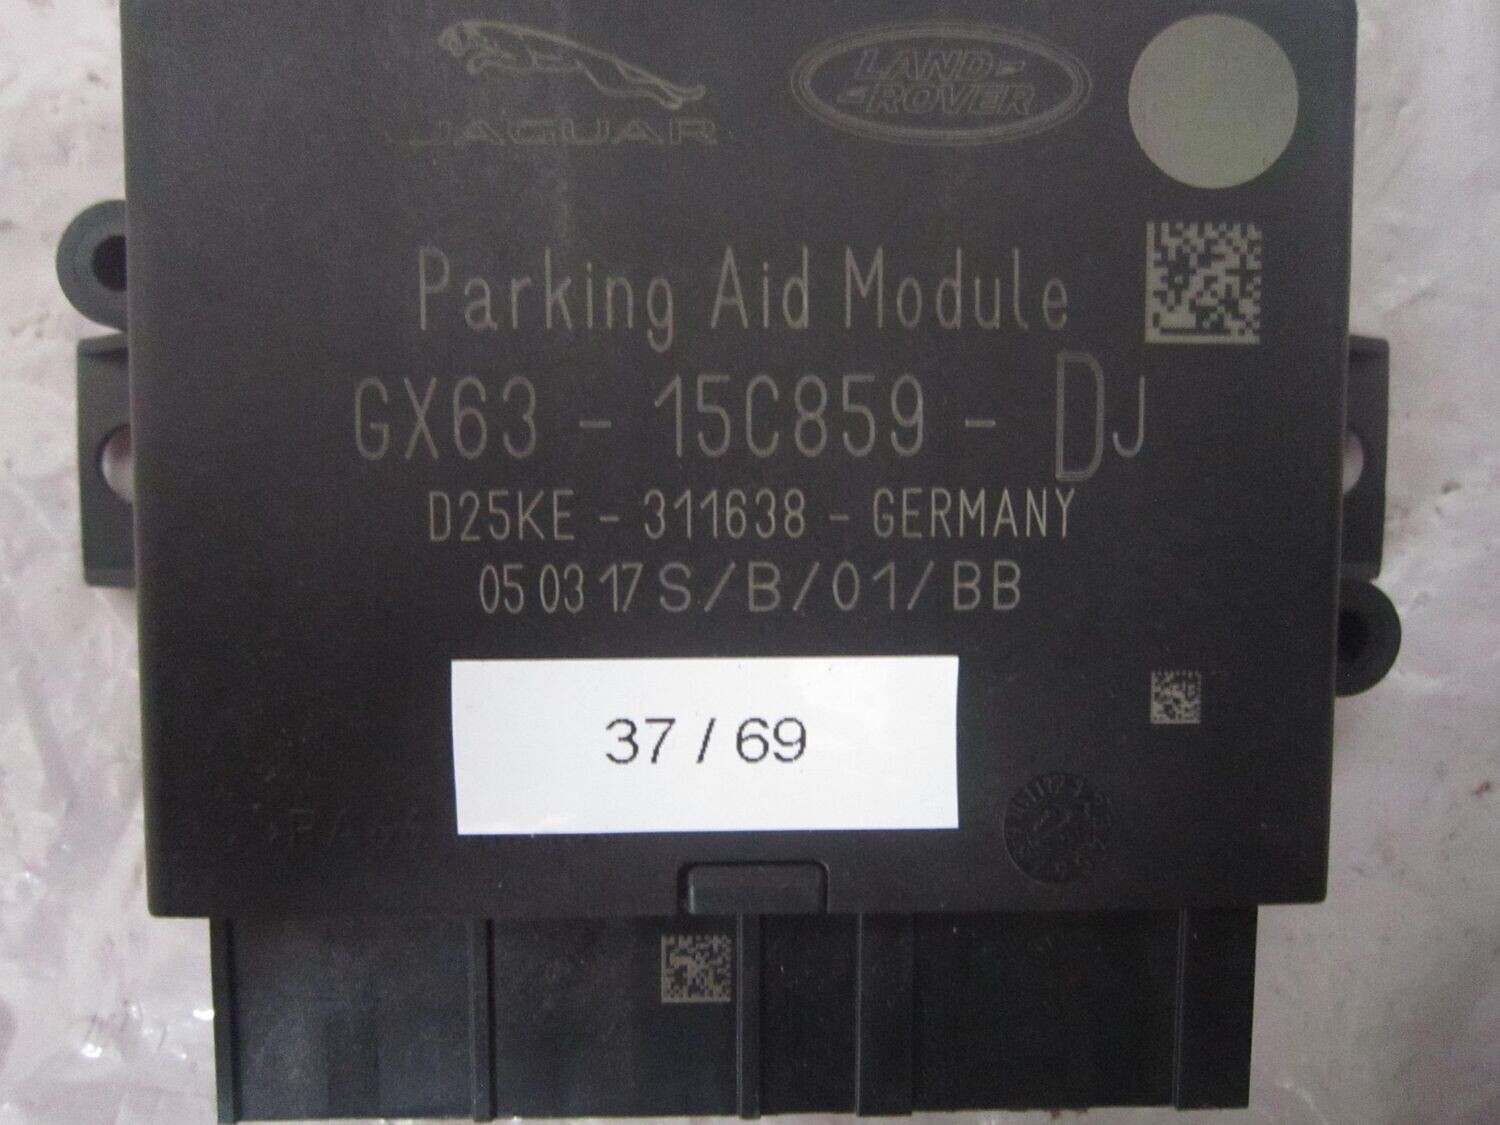 JAGUAR
LAND-
-ROVER
Parking Aid Module
GX63 - 15C859 - DJ
D25KE - 311638 - GERMANY
05 03 17 S/B/01/BB
37 / 69